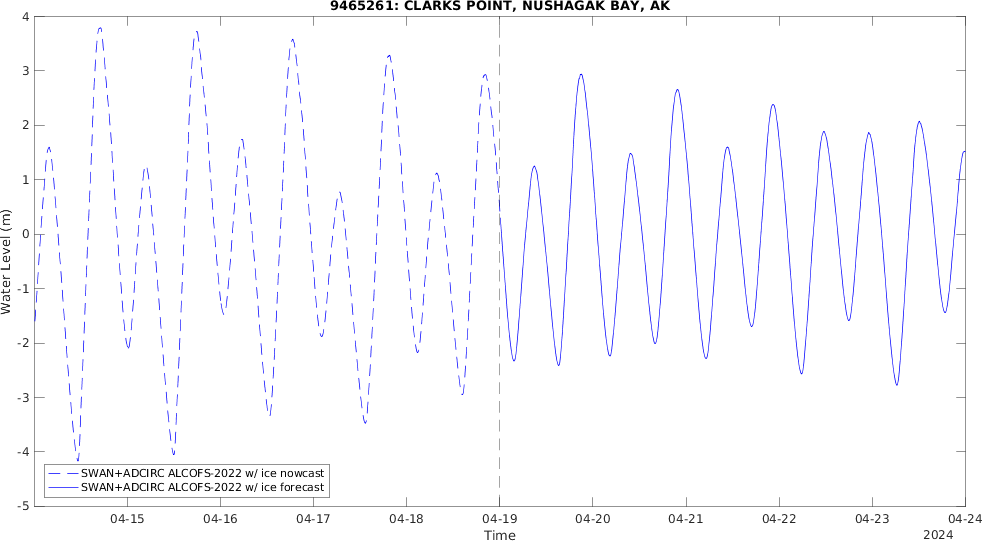 9465261: CLARKS POINT, NUSHAGAK BAY, AK
4
3
2
1
0
-1
-2
-3
-4
-5
Water Level (m)
SWAN+ADCIRC ALCOFS-2022 w/ ice nowcast
SWAN+ADCIRC ALCOFS-2022 w/ ice forecast
04-15 04-16 04-17 04-18 04-19 04-20 04-21 04-22 04-23 04-24
Time
2024